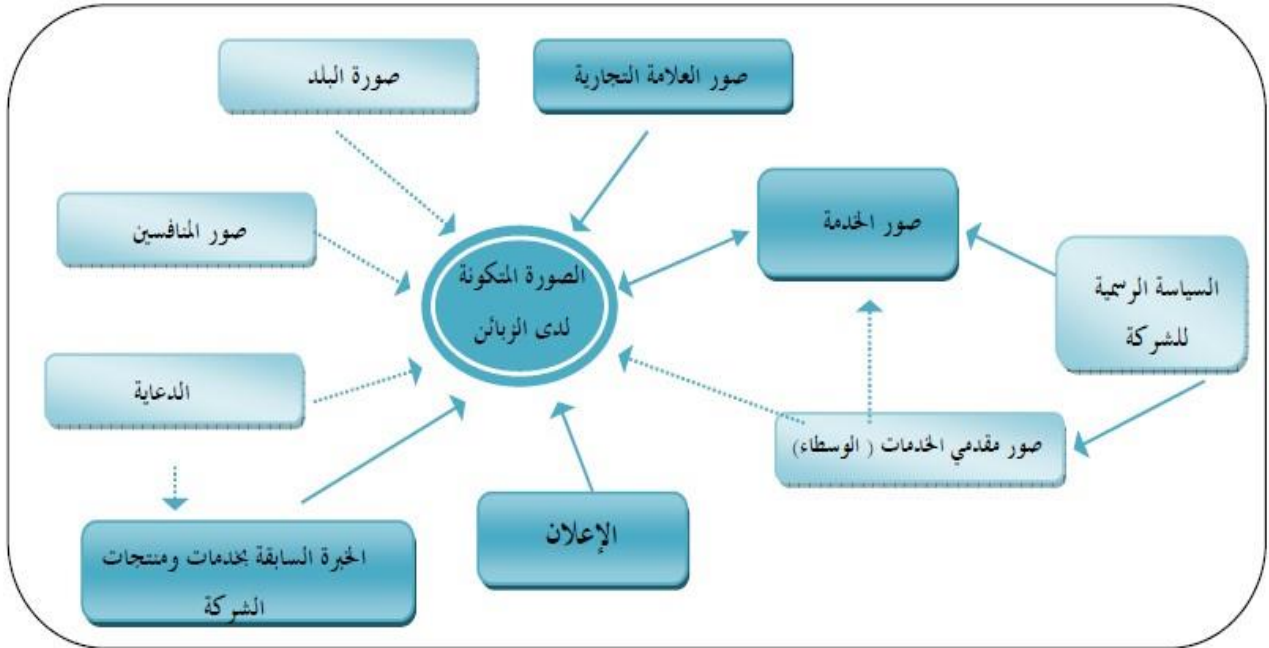 صور العلامة التجارية
صورة البلد
صور الخدمة
صور المنافسين
السياسة الرسمية
للشركة
الصورة المتكونة
لدى الزبائن
الدعاية
صور مقدمي الخدمات ( الوسطاء)
الإعلان
الخبرة السابقة بخدمات ومنتجات
الشركة